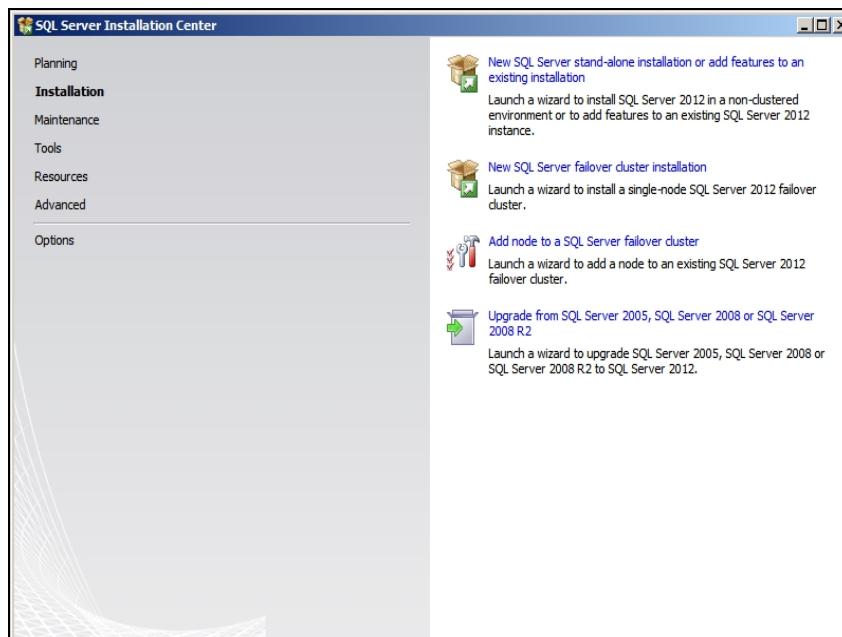 SQL Server Installation Center
Planning
Installation
Maintenance
Tools
Resources
Advanced
Options
New SQL Server stand-alone installation or add features to an
existing installation
Launch a wizard to install SQL Server 2012 in a non-clustered
environment or to add features to an existing SQL Server 2012
instance.
New SQL Server failover cluster installation
Launch a wizard to install a single-node SQL Server 2012 failover
cluster.
Add node to a SQL Server failover cluster
Launch a wizard to add a node to an existing SQL Server 2012
failover cluster.
Upgrade from SQL Server 2005, SQL Server 2008 or SQL Server
2008 R2
Launch a wizard to upgrade SQL Server 2005, SQL Server 2008 or
SQL Server 2008 R2 to SQL Server 2012.